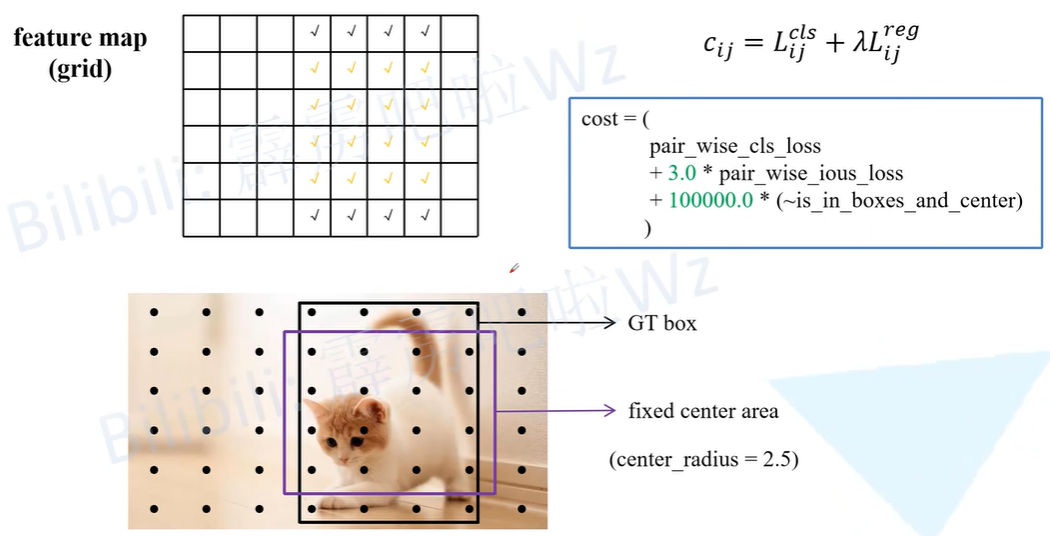 feature map
(grid)
c_{ij} = L_{ij}^{cls} + λL_{ij}^{reg}
cost = (
pair_wise_cls_loss
+ 3.0 * pair_wise_ious_loss
+ 100000.0 * (~is_in_boxes_and_center)
)
Bilibili: 霹雳吧啦Wz
GT box
fixed center area
(center_radius = 2.5)
Bilibili: 霹雳吧啦Wz